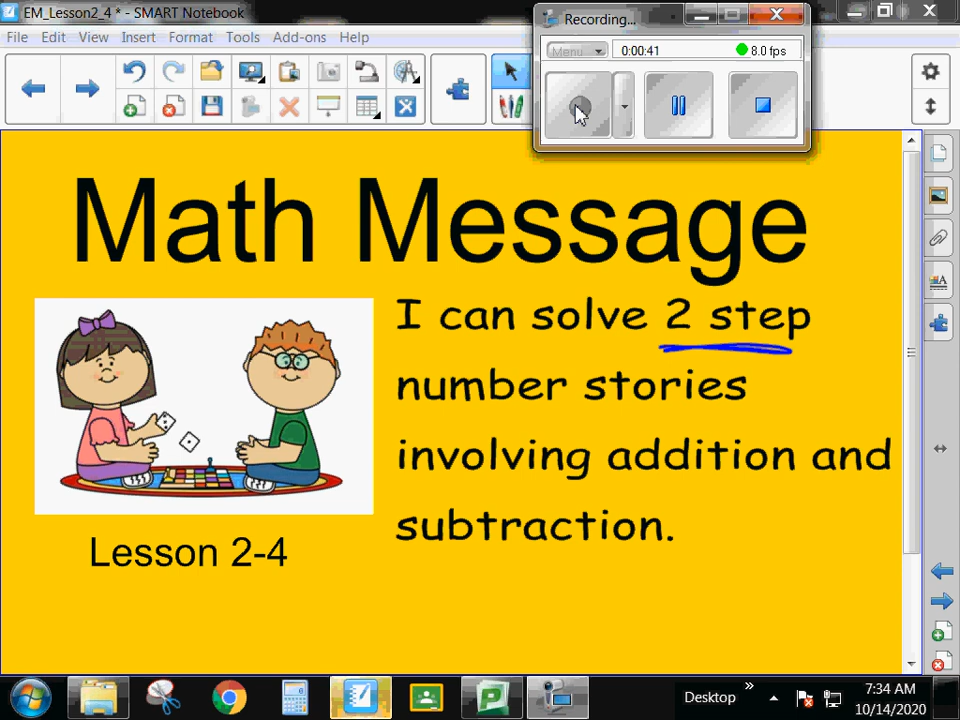 EM_Lesson2_4 * - SMART Notebook
Recording...
File Edit View Insert Format Tools Add-ons Help
Menu 0:00:41 8.0 fps
Math Message
I can solve 2 step
number stories
involving addition and
subtraction.
Lesson 2-4
Desktop » 7:34 AM
10/14/2020